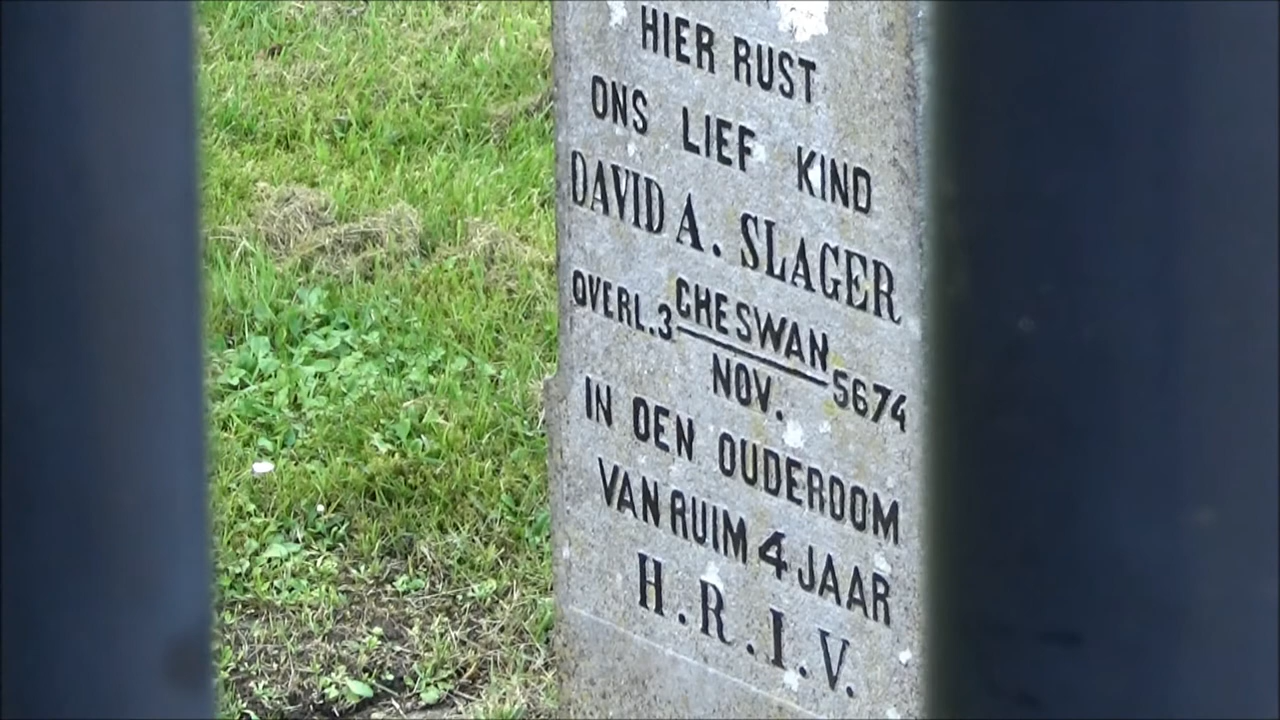 HIER RUST
ONS LIEF KIND
DAVID A. SLAGER
OVERL. 3 CHESWAN 5674
NOV.
IN DEN OUDERDOM
VAN RUIM 4 JAAR
H.R.I.V.